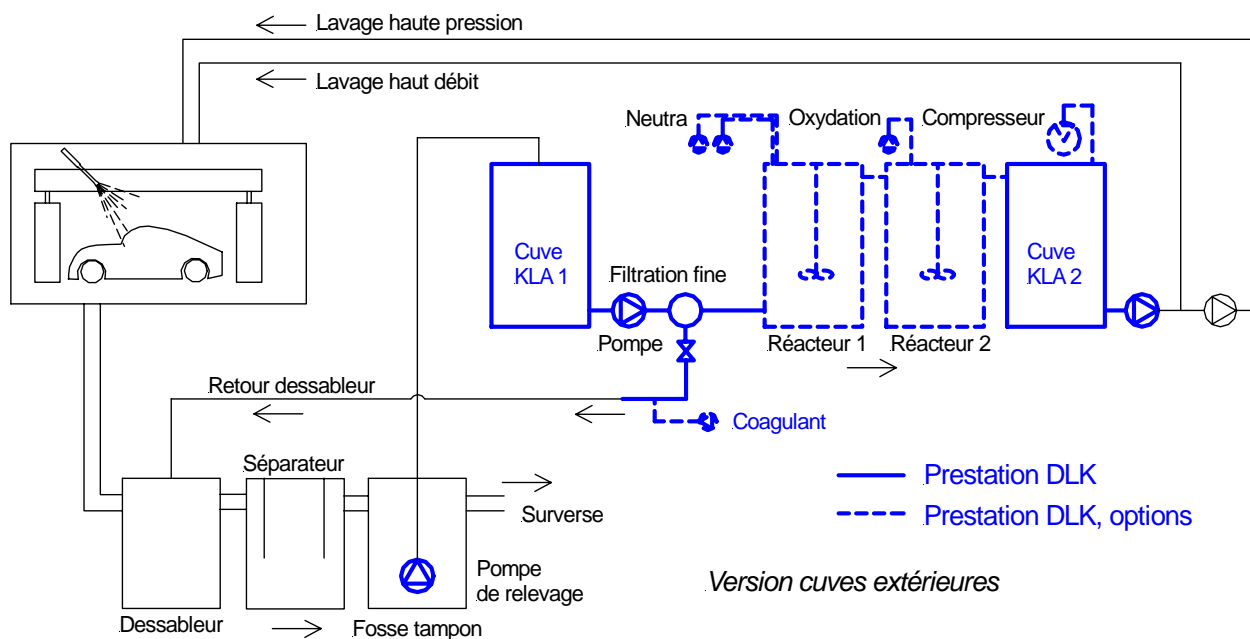 Lavage haute pression
Lavage haut débit
Neutra
Oxydation
Compresseur
Cuve
KLA 1
Filtration fine
Cuve
KLA 2
Pompe
Réacteur 1
Réacteur 2
Retour dessableur
Coagulant
Séparateur
Surverse
Prestation DLK
Prestation DLK, options
Pompe
de relevage
Version cuves extérieures
Dessableur
Fosse tampon